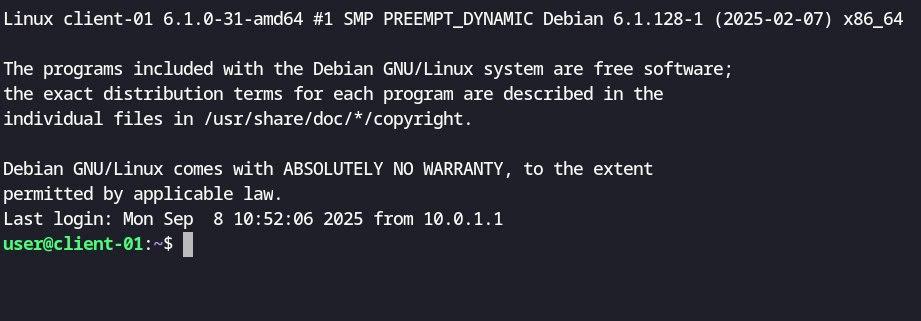 Linux client-01 6.1.0-31-amd64 #1 SMP PREEMPT_DYNAMIC Debian 6.1.128-1 (2025-02-07) x86_64
The programs included with the Debian GNU/Linux system are free software;
the exact distribution terms for each program are described in the
individual files in /usr/share/doc/*/copyright.
Debian GNU/Linux comes with ABSOLUTELY NO WARRANTY, to the extent
permitted by applicable law.
Last login: Mon Sep  8 10:52:06 2025 from 10.0.1.1
user@client-01:~$